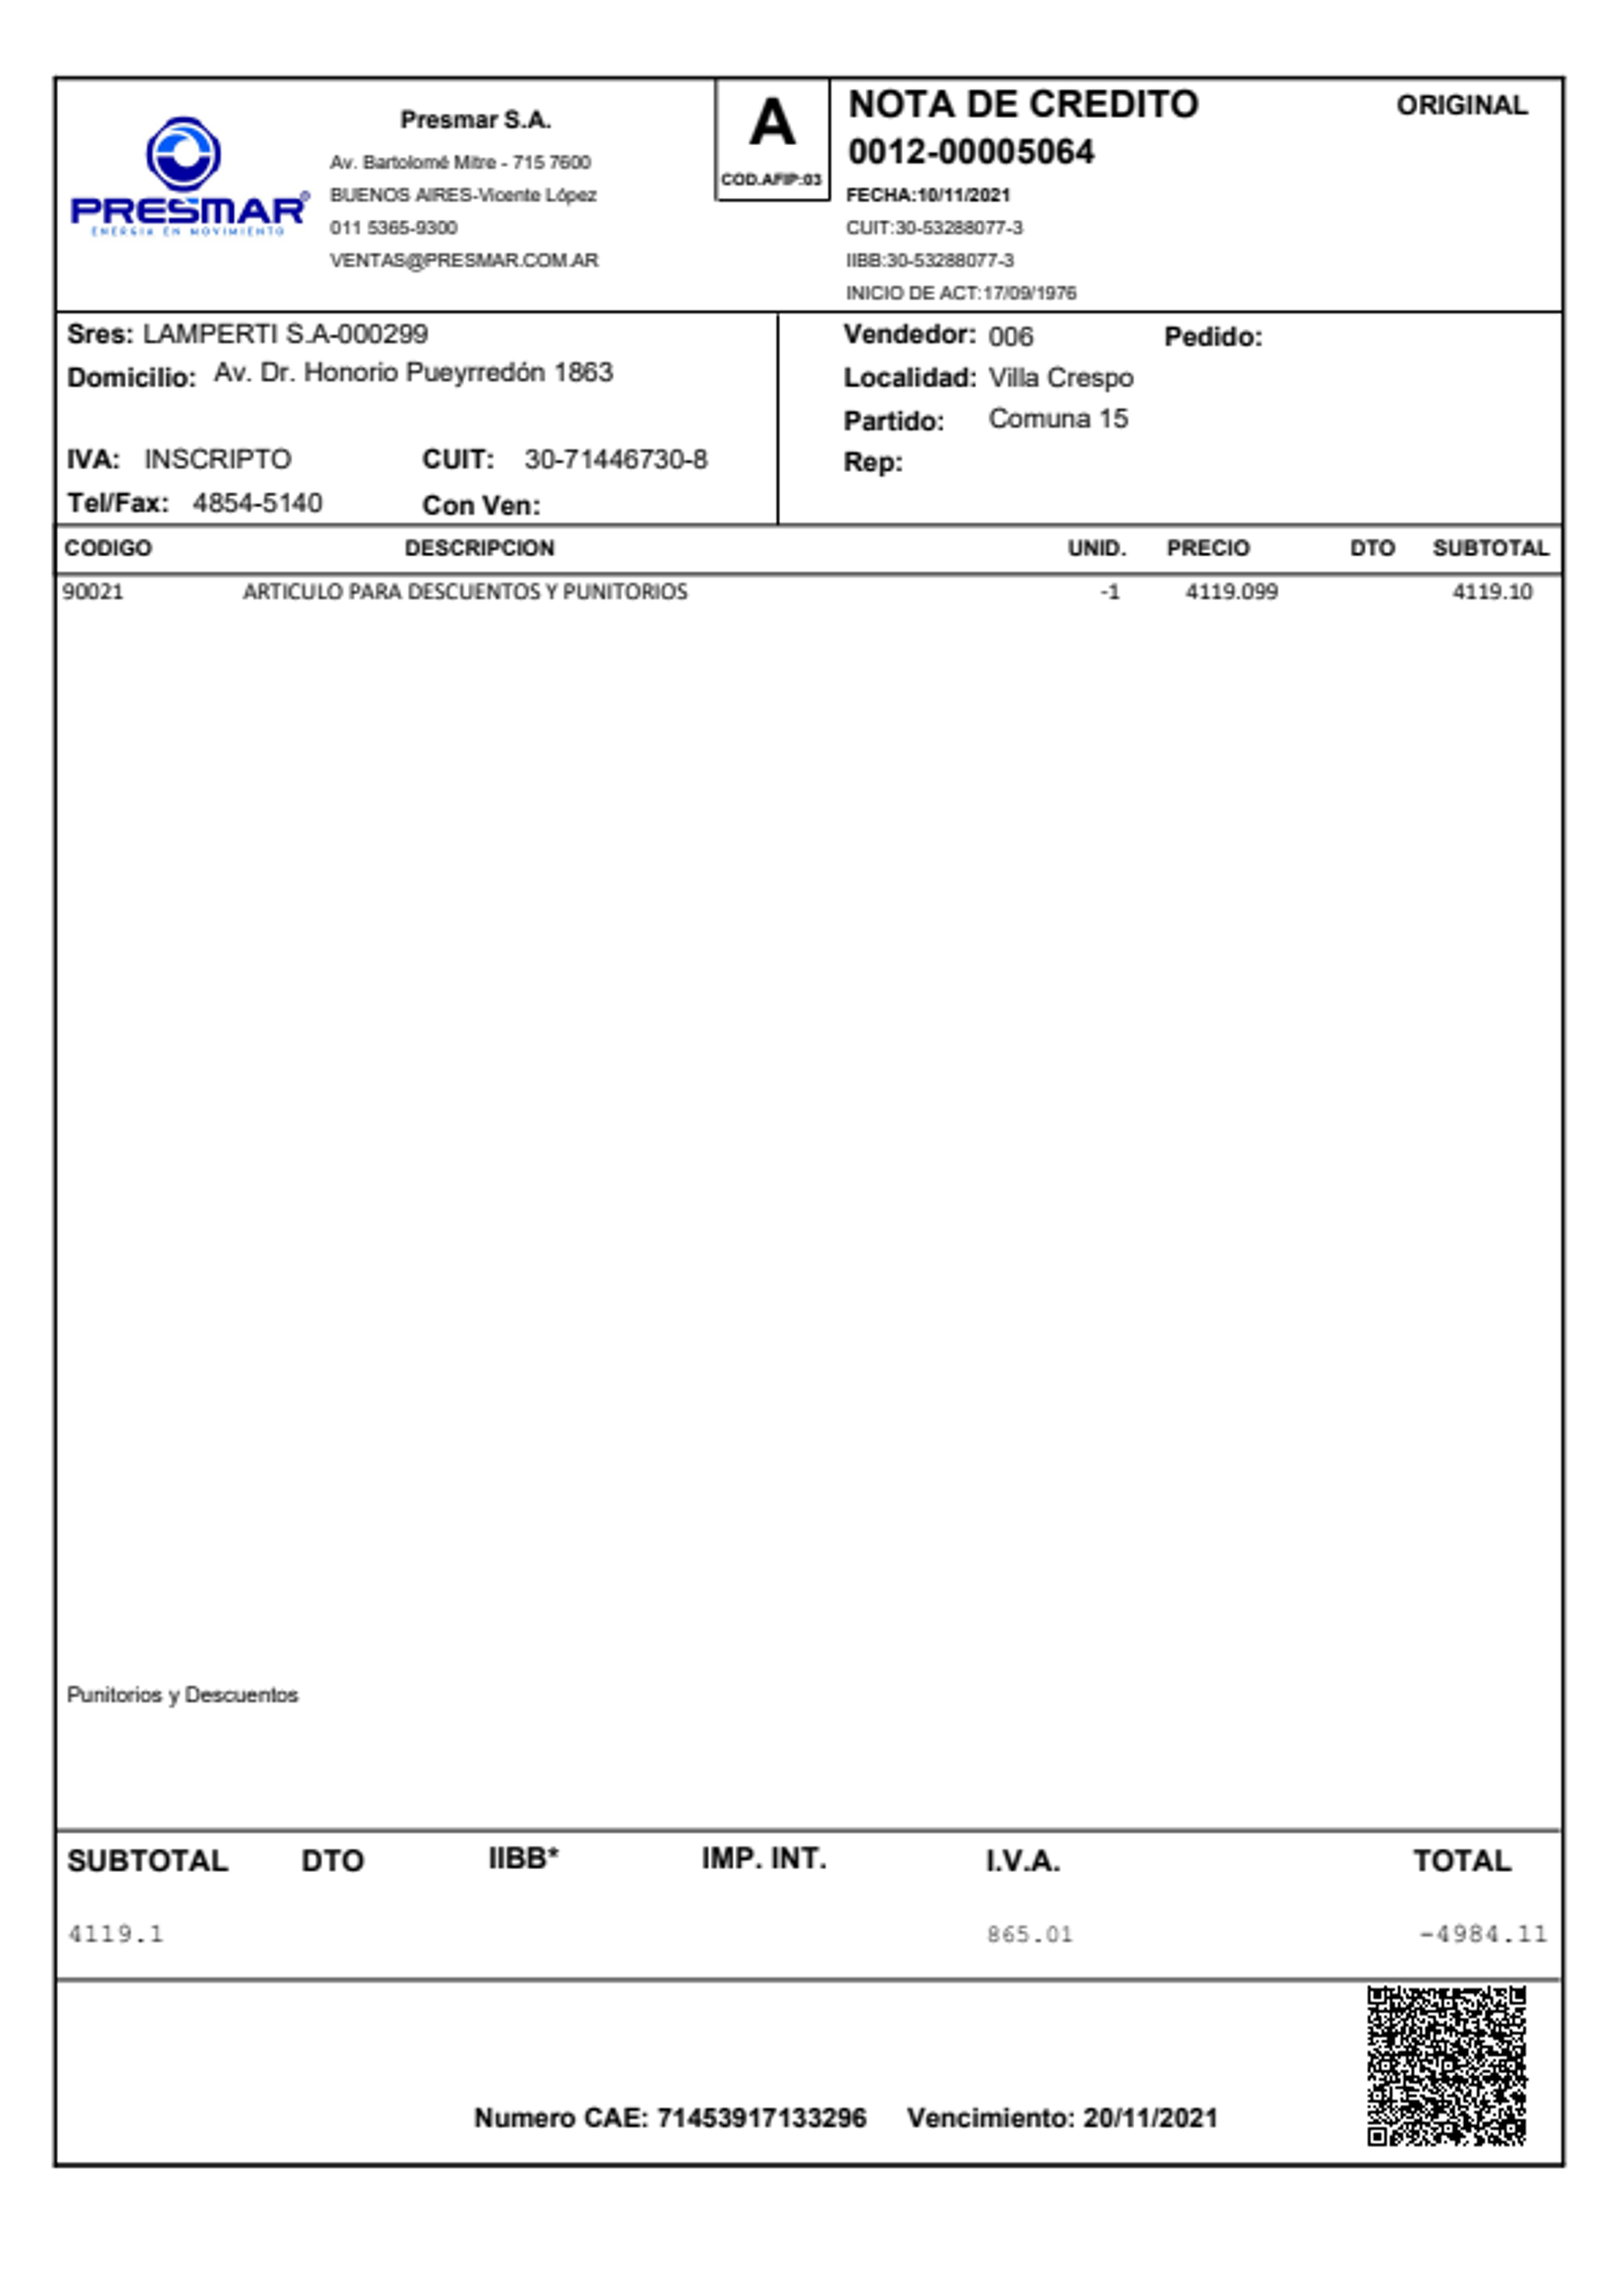 PRESMAR®
ENERGIA EN MOVIMIENTO
Presmar S.A.
Av. Bartolomé Mitre - 715 7600
BUENOS AIRES-Vicente López
011 5365-9300
VENTAS@PRESMAR.COM.AR
A
COD.AFIP:03
NOTA DE CREDITO
ORIGINAL
0012-00005064
FECHA:10/11/2021
CUIT:30-53288077-3
IIBB:30-53288077-3
INICIO DE ACT:17/09/1976
Sres: LAMPERTI S.A-000299
Domicilio: Av. Dr. Honorio Pueyrredón 1863
IVA: INSCRIPTO CUIT: 30-71446730-8
Tel/Fax: 4854-5140 Con Ven:
Vendedor: 006 Pedido:
Localidad: Villa Crespo
Partido: Comuna 15
Rep:
CODIGO DESCRIPCION UNID. PRECIO DTO SUBTOTAL
90021 ARTICULO PARA DESCUENTOS Y PUNITORIOS -1 4119.099 4119.10
Punitorios y Descuentos
SUBTOTAL DTO IIBB* IMP. INT. I.V.A. TOTAL
4119.1 865.01 -4984.11
Numero CAE: 71453917133296 Vencimiento: 20/11/2021